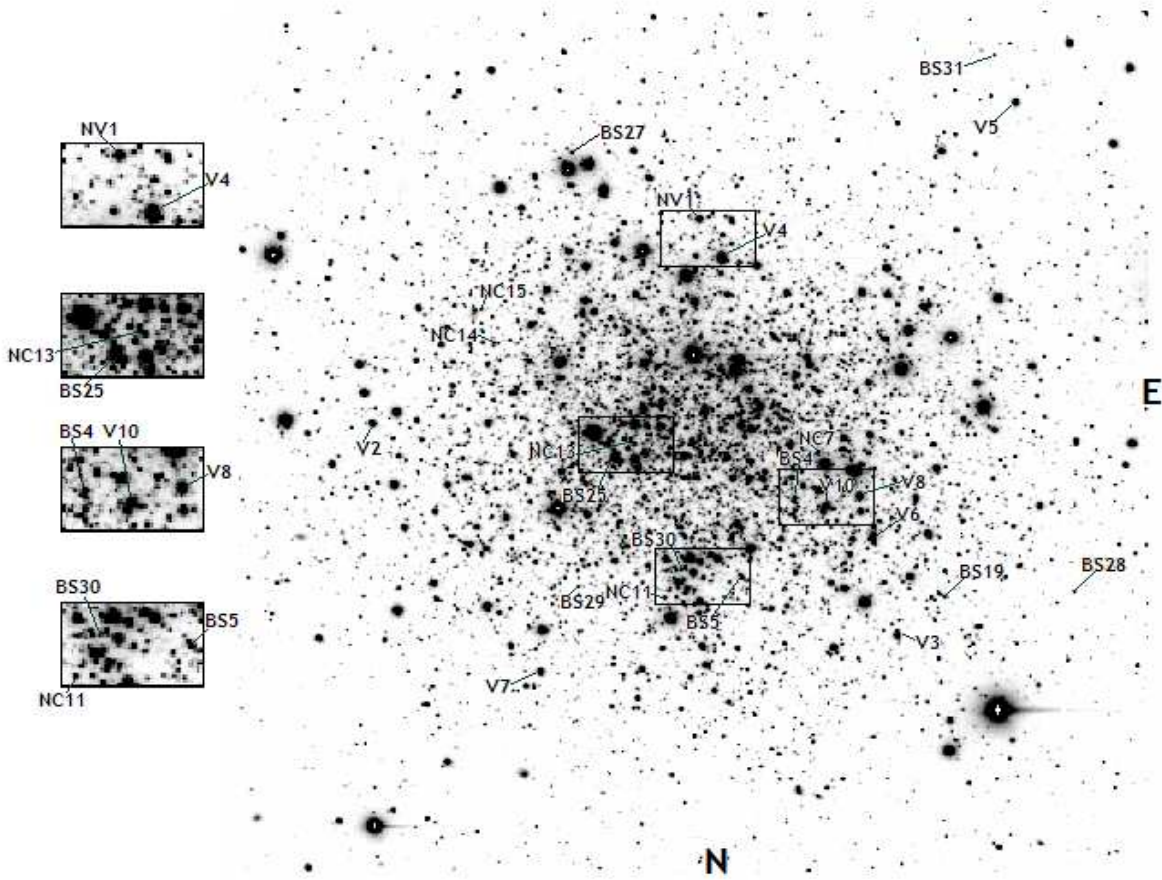 BS31
V5
BS27
NV1
V4
NV1
V4
NC15
NC14
NC13
BS25
E
V2
NC13
BS25
NC7
BS4
V10
V8
V6
BS4
V10
V8
BS30
NC11
BS5
BS29
BS19
BS28
V3
BS30
BS5
NC11
V7
N